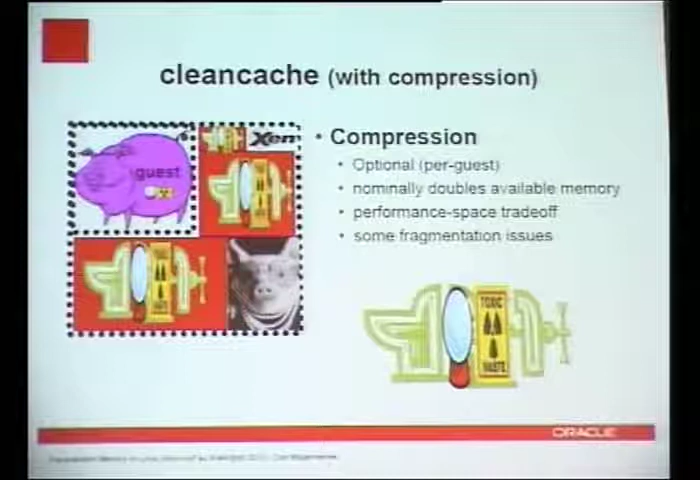 cleancache (with compression)
guest
Xen
• Compression
• Optional (per-guest)
• nominally doubles available memory
• performance-space tradeoff
• some fragmentation issues
TOXIC
WASTE
ORACLE